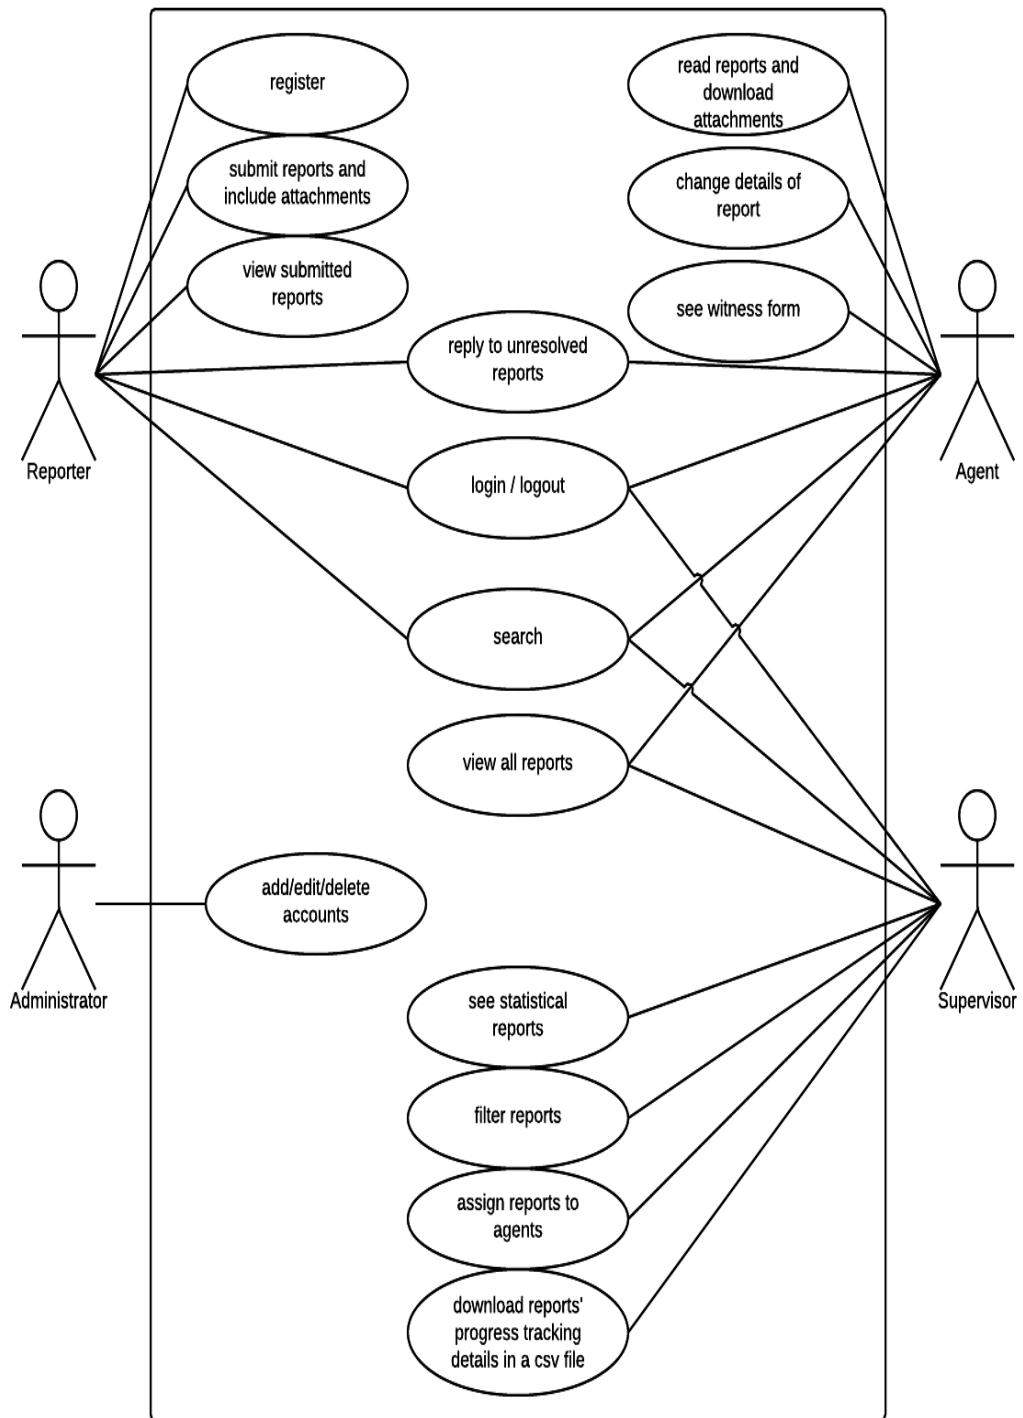 register
submit reports and
include attachments
view submitted
reports
read reports and
download
attachments
change details of
report
see witness form
reply to unresolved
reports
Reporter
login / logout
Agent
search
view all reports
add/edit/delete
accounts
Administrator
Supervisor
see statistical
reports
filter reports
assign reports to
agents
download reports'
progress tracking
details in a csv file